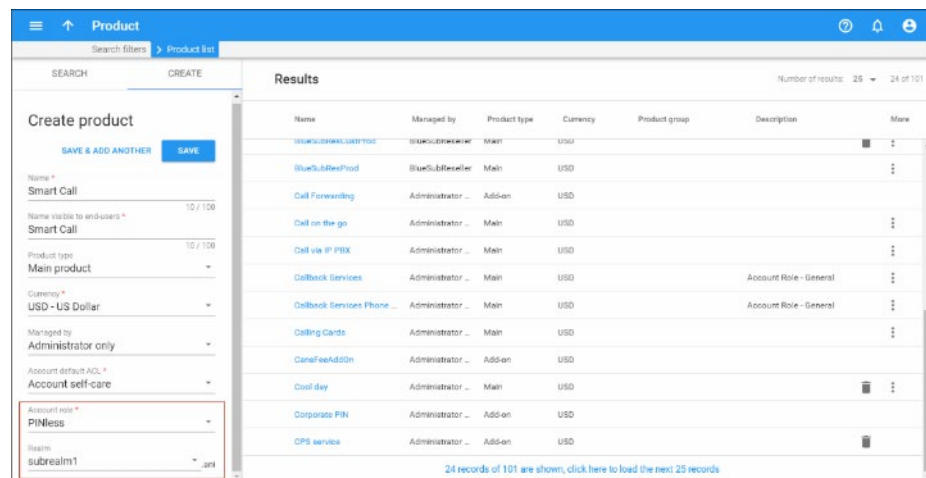 Product
Search filters > Product list
SEARCH CREATE
Create product
SAVE & ADD ANOTHER SAVE
Name *
Smart Call
10 / 100
Name visible to end-users *
Smart Call
10 / 100
Product type
Main product
Currency *
USD - US Dollar
Managed by
Administrator only
Account default ACL *
Account self-care
Account role *
PINless
Realm
subrealm1 .ani
Results Number of results: 25 24 of 101
Name Managed by Product type Currency Product group Description More
BlueSubReseller Main USD
BlueSubResProd BlueSubReseller Main USD
Call Forwarding Administrator ... Add-on USD
Call on the go Administrator ... Main USD
Call via IP PBX Administrator ... Main USD
Callback Services Administrator ... Main USD Account Role - General
Callback Services Phone ... Administrator ... Main USD Account Role - General
Calling Cards Administrator ... Main USD
CansFeeAddOn Administrator ... Add-on USD
Cool day Administrator ... Main USD
Corporate PIN Administrator ... Add-on USD
CPS service Administrator ... Add-on USD
24 records of 101 are shown, click here to load the next 25 records